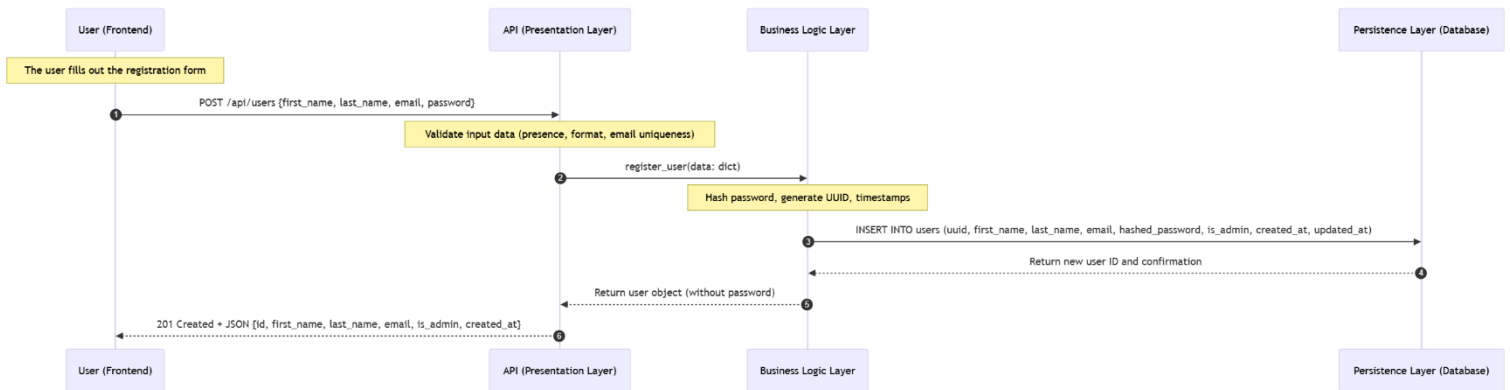 User (Frontend)
API (Presentation Layer)
Business Logic Layer
Persistence Layer (Database)
The user fills out the registration form
POST /api/users {first_name, last_name, email, password}
1
Validate input data (presence, format, email uniqueness)
register_user(data: dict)
2
Hash password, generate UUID, timestamps
INSERT INTO users (uuid, first_name, last_name, email, hashed_password, is_admin, created_at, updated_at)
3
Return new user ID and confirmation
4
Return user object (without password)
5
201 Created + JSON {id, first_name, last_name, email, is_admin, created_at}
6
User (Frontend)
API (Presentation Layer)
Business Logic Layer
Persistence Layer (Database)